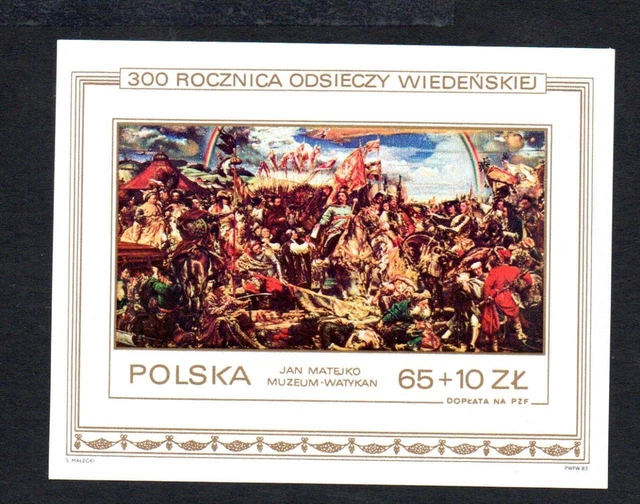 300 ROCZNICA ODSIECZY WIEDEŃSKIEJ
POLSKA
JAN MATEJKO
MUZEUM-WATYKAN
65+10 ZŁ
DOPŁATA NA PZF
S. MAŁECKI
PWPW 83